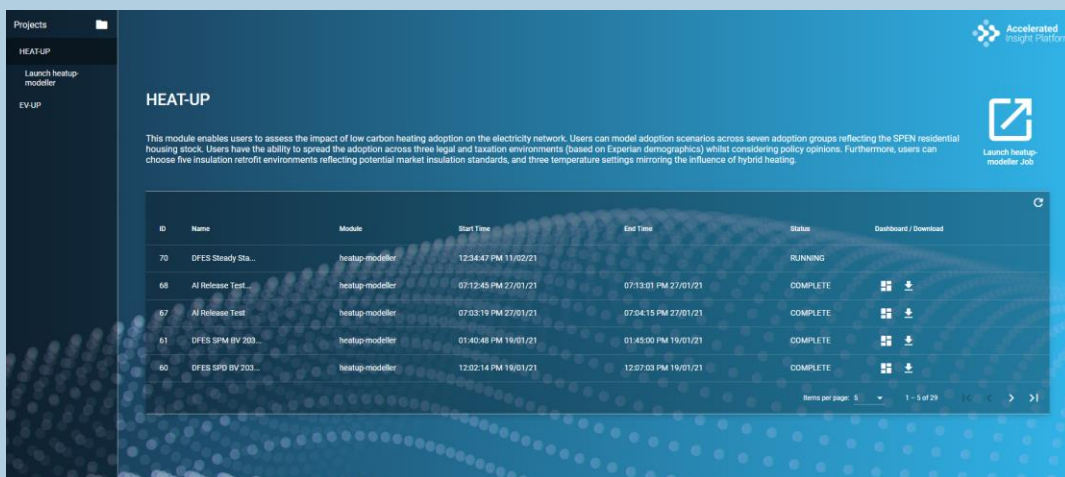 Projects
HEAT-UP
Launch heatup-
modeller
EV-UP
Accelerated
Insight Platform
HEAT-UP
This module enables users to assess the impact of low carbon heating adoption on the electricity network. Users can model adoption scenarios across seven adoption groups reflecting the SPEN residential
housing stock. Users have the ability to spread the adoption across three legal and taxation environments (based on Experian demographics) whilst considering policy opinions. Furthermore, users can
choose five insulation retrofit environments reflecting potential market insulation standards, and three temperature settings mirroring the influence of hybrid heating.
Launch heatup-
modeller Job
ID Name Module Start Time End Time Status Dashboard / Download
70 DFES Steady Sta... heatup-modeller 12:34:47 PM 11/02/21 RUNNING
68 AI Release Test... heatup-modeller 07:12:45 PM 27/01/21 07:13:01 PM 27/01/21 COMPLETE
67 AI Release Test heatup-modeller 07:03:19 PM 27/01/21 07:04:15 PM 27/01/21 COMPLETE
61 DFES SPM BV 203... heatup-modeller 01:40:48 PM 19/01/21 01:45:00 PM 19/01/21 COMPLETE
60 DFES SPD BV 203... heatup-modeller 12:02:14 PM 19/01/21 12:07:03 PM 19/01/21 COMPLETE
Items per page: 5 1 – 5 of 29